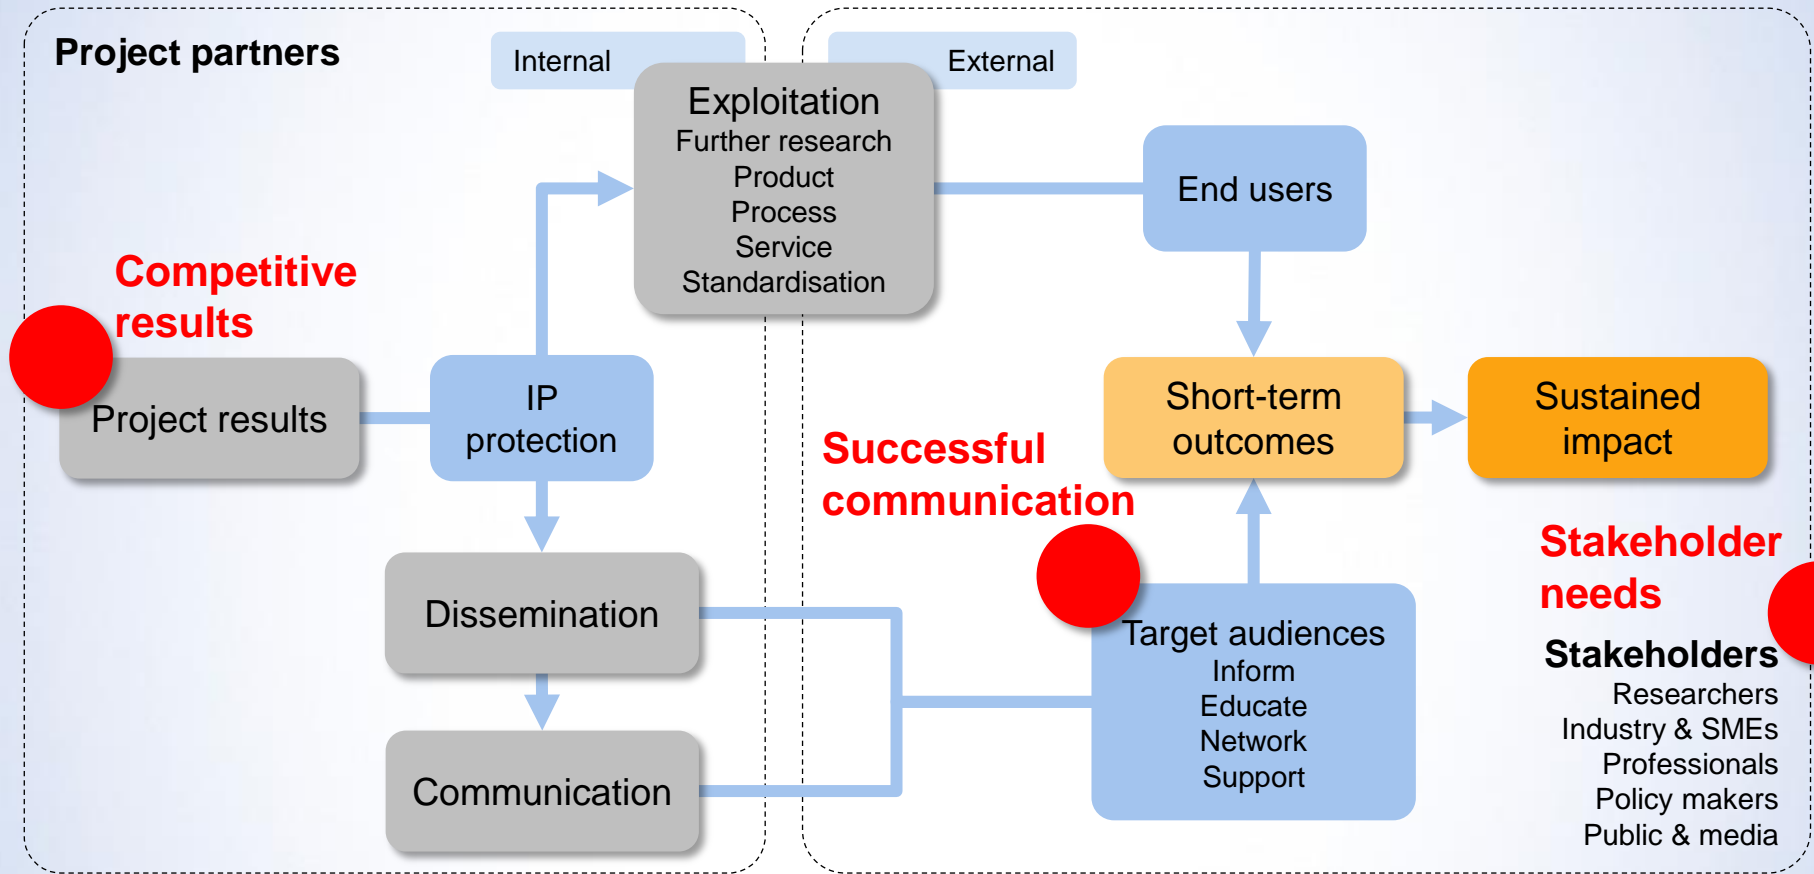 Project partners
Internal
External
Exploitation
Further research
Product
Process
Service
Standardisation
End users
Competitive
results
Project results
IP
protection
Short-term
outcomes
Sustained
impact
Successful
communication
Dissemination
Communication
Target audiences
Inform
Educate
Network
Support
Stakeholder
needs
Stakeholders
Researchers
Industry & SMEs
Professionals
Policy makers
Public & media